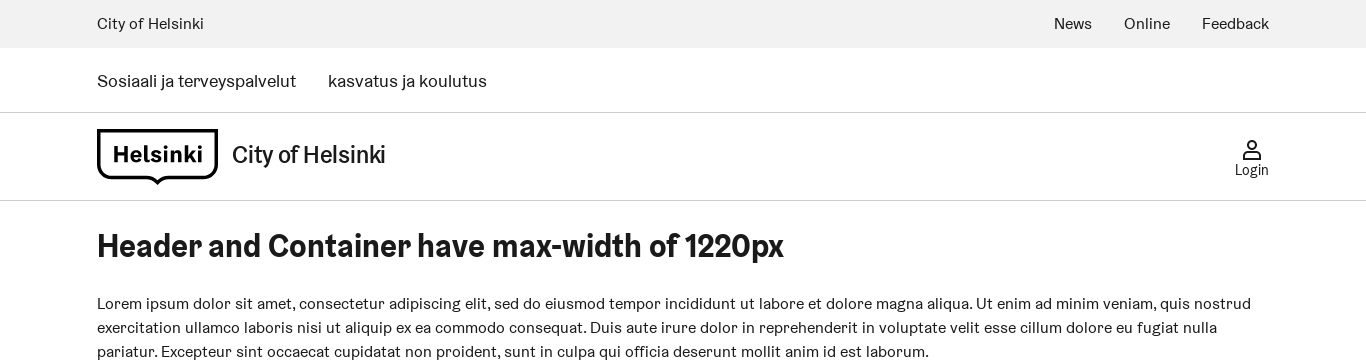 City of Helsinki News Online Feedback
Sosiaali ja terveyspalvelut kasvatus ja koulutus
Helsinki City of Helsinki
Login
Header and Container have max-width of 1220px
Lorem ipsum dolor sit amet, consectetur adipiscing elit, sed do eiusmod tempor incididunt ut labore et dolore magna aliqua. Ut enim ad minim veniam, quis nostrud
exercitation ullamco laboris nisi ut aliquip ex ea commodo consequat. Duis aute irure dolor in reprehenderit in voluptate velit esse cillum dolore eu fugiat nulla
pariatur. Excepteur sint occaecat cupidatat non proident, sunt in culpa qui officia deserunt mollit anim id est laborum.